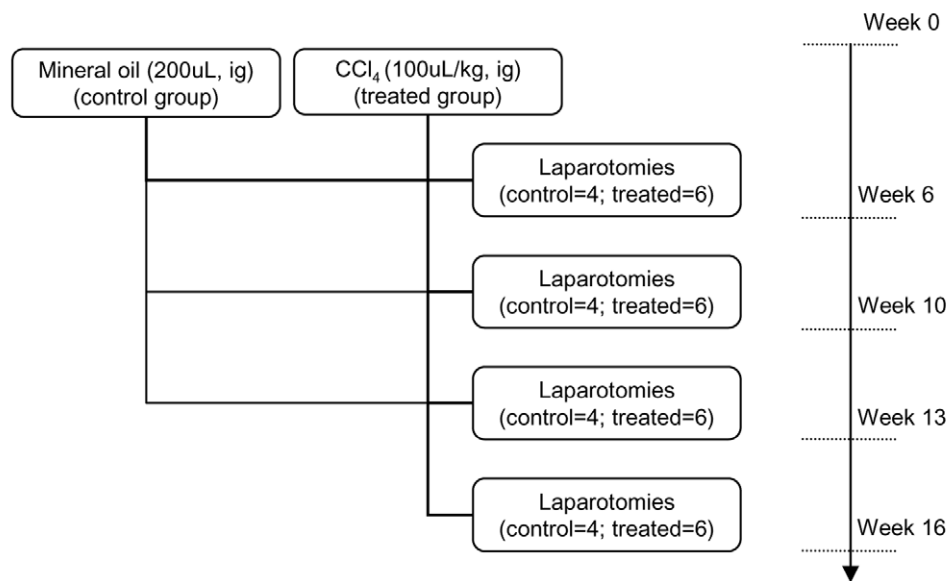 Week 0
Mineral oil (200uL, ig)
(control group)
CCl₄ (100uL/kg, ig)
(treated group)
Laparotomies
(control=4; treated=6)
Week 6
Laparotomies
(control=4; treated=6)
Week 10
Laparotomies
(control=4; treated=6)
Week 13
Laparotomies
(control=4; treated=6)
Week 16